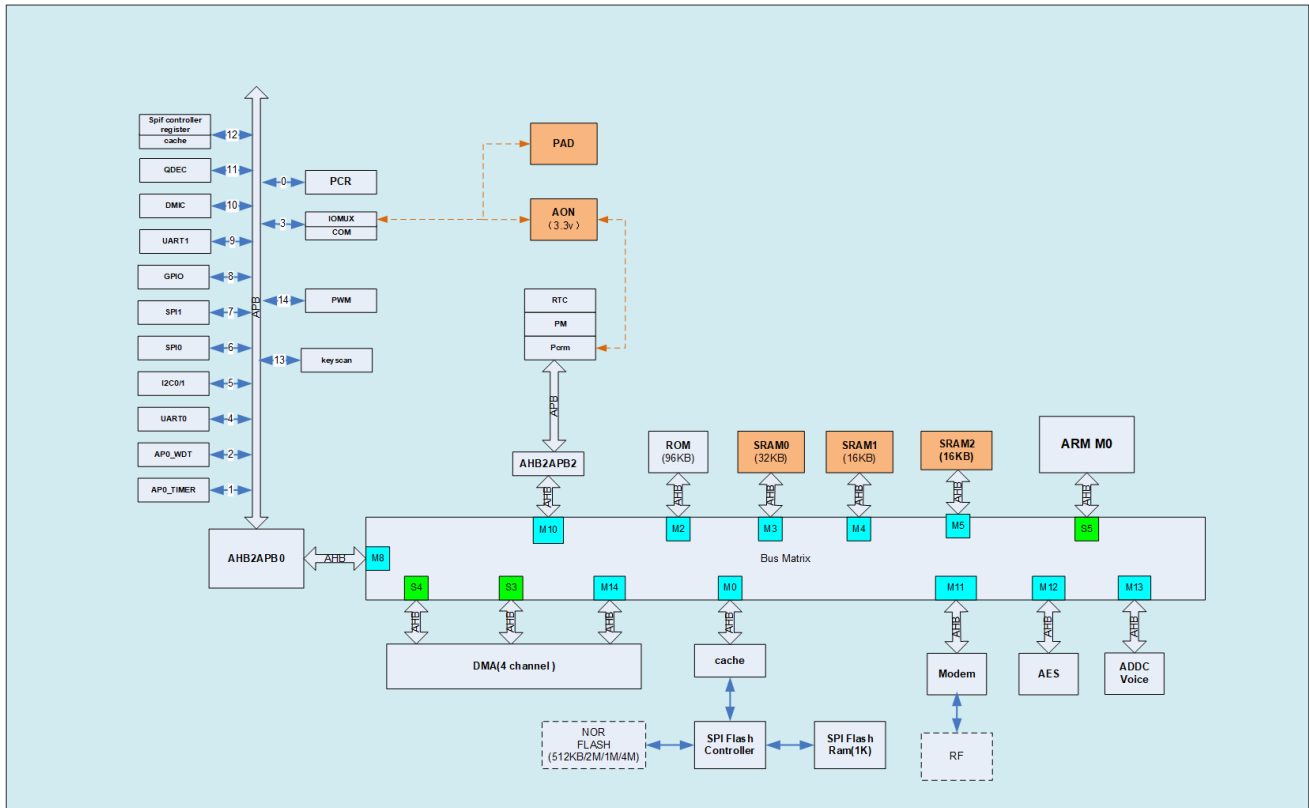 Spif controller
register
cache
12
QDEC
11
DMIC
10
UART1
9
GPIO
8
SPI1
7
SPI0
6
I2C0/1
5
UART0
4
AP0_WDT
2
AP0_TIMER
1
APB
0
PCR
3
IOMUX
COM
14
PWM
13
keyscan
PAD
AON
(3.3v)
RTC
PM
Pcrm
APB
AHB2APB2
AHB
M10
ROM
(96KB)
AHB
M2
SRAM0
(32KB)
AHB
M3
SRAM1
(16KB)
AHB
M4
SRAM2
(16KB)
AHB
M5
ARM M0
AHB
S5
AHB2APB0
AHB
M8
Bus Matrix
S4
S3
M14
M0
M11
M12
M13
AHB
AHB
AHB
AHB
AHB
AHB
AHB
DMA(4 channel )
cache
Modem
AES
ADDC
Voice
NOR
FLASH
(512KB/2M/1M/4M)
SPI Flash
Controller
SPI Flash
Ram(1K)
RF